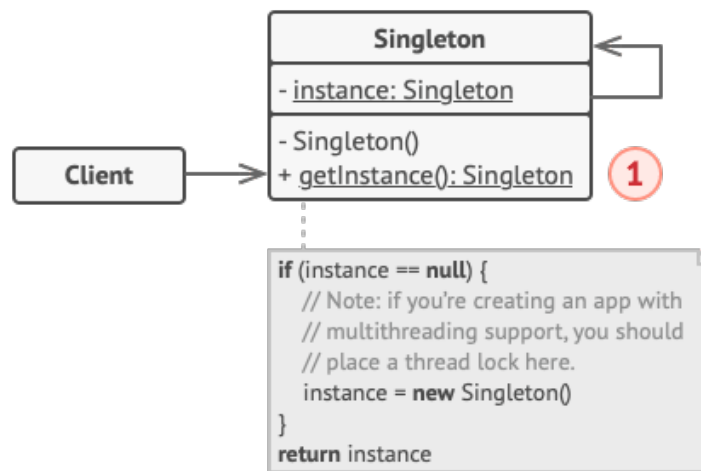 Singleton
- instance: Singleton
- Singleton()
+ getInstance(): Singleton
Client
1
if (instance == null) {
// Note: if you’re creating an app with
// multithreading support, you should
// place a thread lock here.
instance = new Singleton()
}
return instance